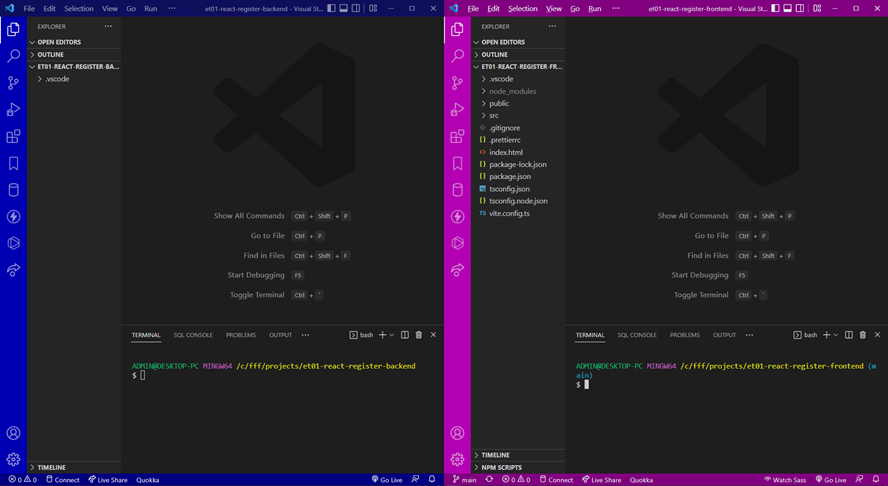 File Edit Selection View Go Run ··· et01-react-register-backend - Visual St...
EXPLORER ···
OPEN EDITORS
OUTLINE
ET01-REACT-REGISTER-BA...
.vscode
Show All Commands Ctrl + Shift + P
Go to File Ctrl + P
Find in Files Ctrl + Shift + F
Start Debugging F5
Toggle Terminal Ctrl + `
TERMINAL SQL CONSOLE PROBLEMS OUTPUT ··· bash
ADMIN@DESKTOP-PC MINGW64 /c/fff/projects/et01-react-register-backend
$
TIMELINE
0 0 Connect Live Share Quokka Go Live
File Edit Selection View Go Run ··· et01-react-register-frontend - Visual St...
EXPLORER ···
OPEN EDITORS
OUTLINE
ET01-REACT-REGISTER-FR...
.vscode
node_modules
public
src
.gitignore
{} .prettierrc
<> index.html
{} package-lock.json
{} package.json
tsconfig.json
{} tsconfig.node.json
TS vite.config.ts
Show All Commands Ctrl + Shift + P
Go to File Ctrl + P
Find in Files Ctrl + Shift + F
Start Debugging F5
Toggle Terminal Ctrl + `
TERMINAL SQL CONSOLE PROBLEMS OUTPUT ··· bash
ADMIN@DESKTOP-PC MINGW64 /c/fff/projects/et01-react-register-frontend (m
ain)
$
TIMELINE
NPM SCRIPTS
main 0 0 Connect Live Share Quokka Watch Sass Go Live